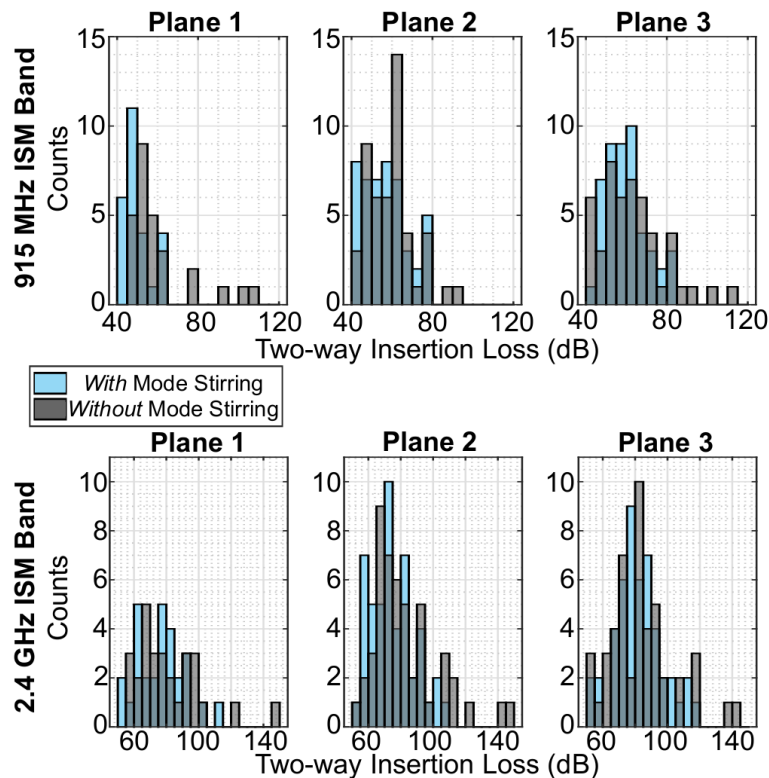 Plane 1 Plane 2 Plane 3
915 MHz ISM Band
Counts
15 15 15
10 10 10
5 5 5
0 0 0
40 80 120 40 80 120 40 80 120
Two-way Insertion Loss (dB)
With Mode Stirring
Without Mode Stirring
Plane 1 Plane 2 Plane 3
2.4 GHz ISM Band
Counts
10 10 10
8 8 8
6 6 6
4 4 4
2 2 2
0 0 0
60 100 140 60 100 140 60 100 140
Two-way Insertion Loss (dB)